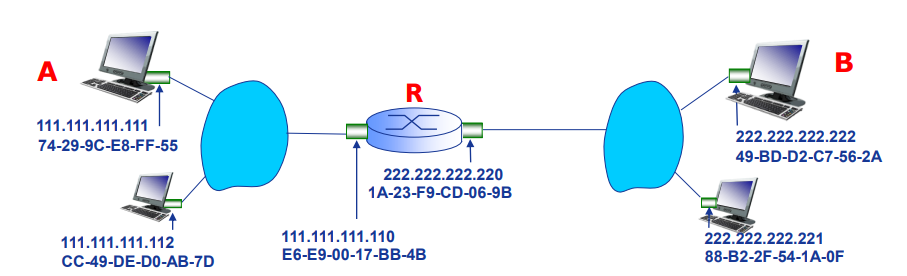 A
R
B
111.111.111.111
74-29-9C-E8-FF-55
222.222.222.222
49-BD-D2-C7-56-2A
222.222.222.220
1A-23-F9-CD-06-9B
111.111.111.112
CC-49-DE-D0-AB-7D
111.111.111.110
E6-E9-00-17-BB-4B
222.222.222.221
88-B2-2F-54-1A-0F